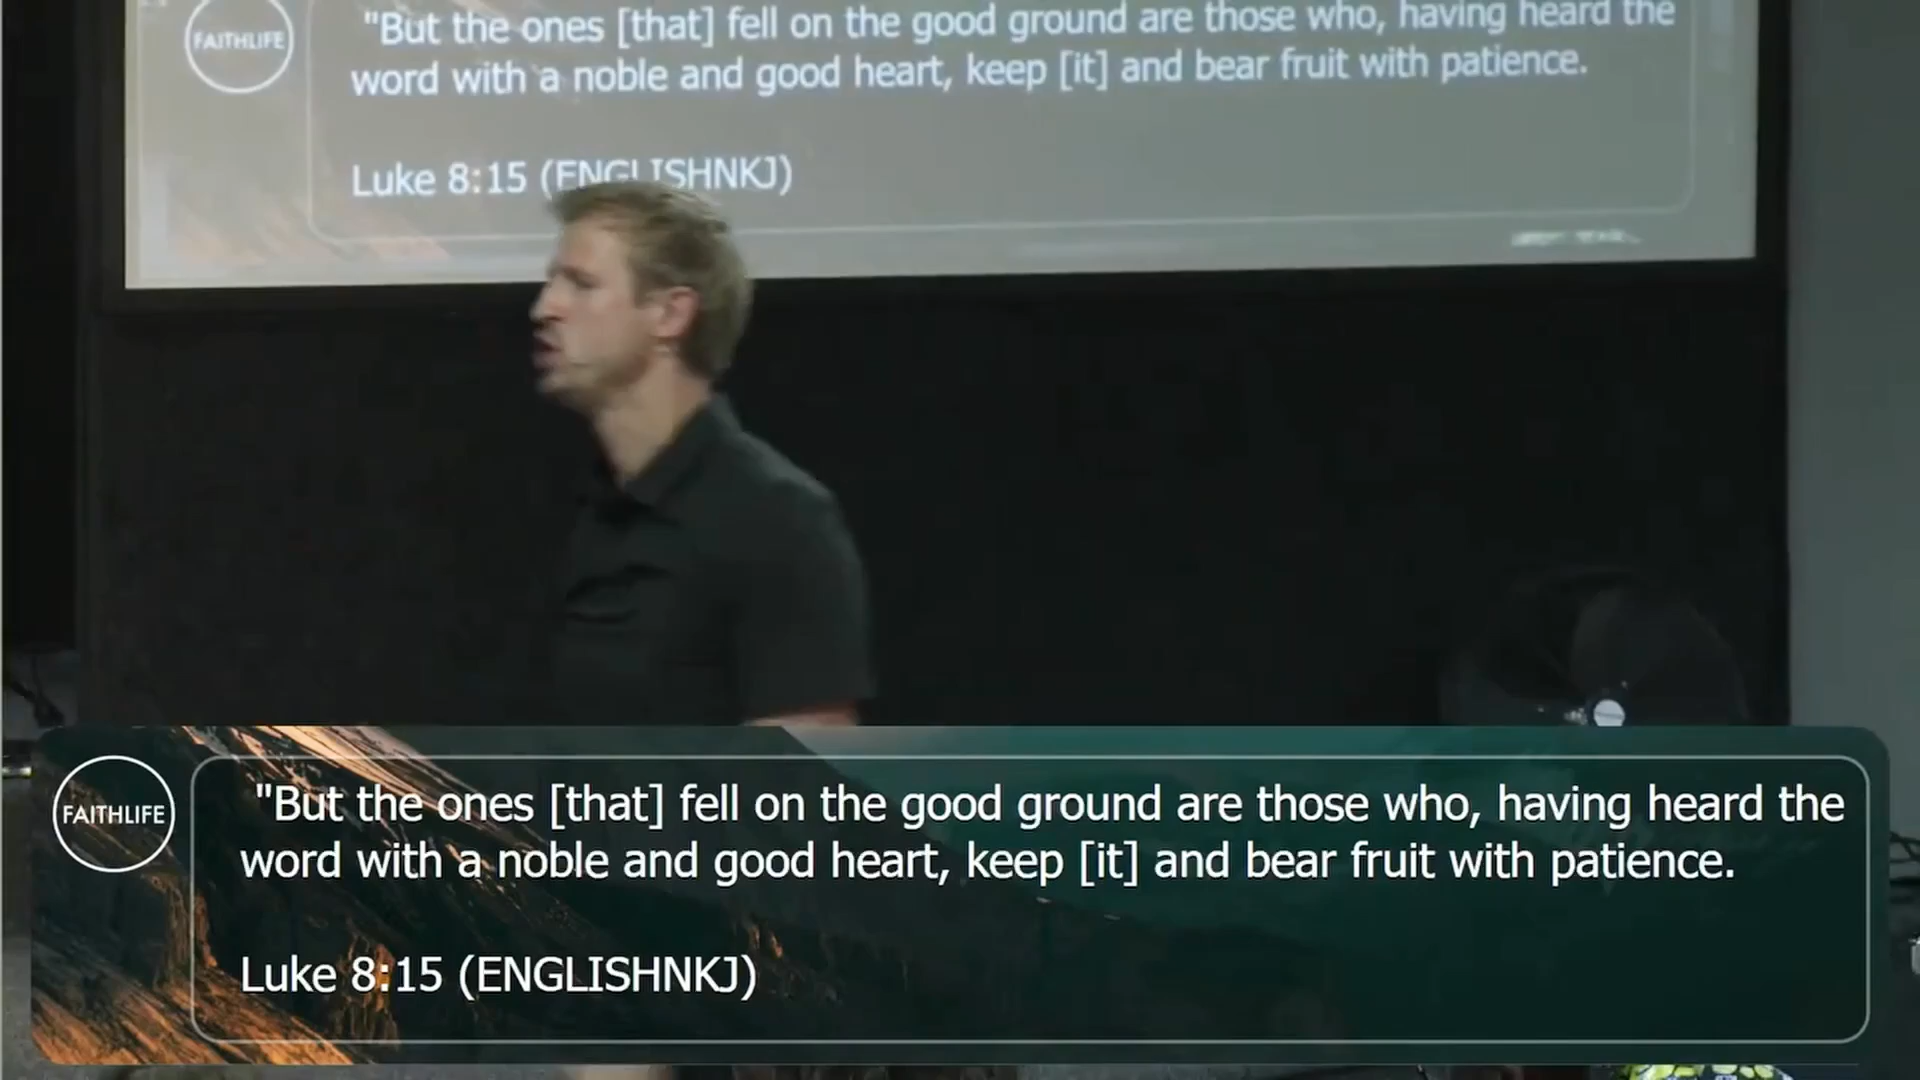 FAITHLIFE
"But the ones [that] fell on the good ground are those who, having heard the
word with a noble and good heart, keep [it] and bear fruit with patience.
Luke 8:15 (ENGLISHNKJ)
FAITHLIFE
"But the ones [that] fell on the good ground are those who, having heard the
word with a noble and good heart, keep [it] and bear fruit with patience.
Luke 8:15 (ENGLISHNKJ)